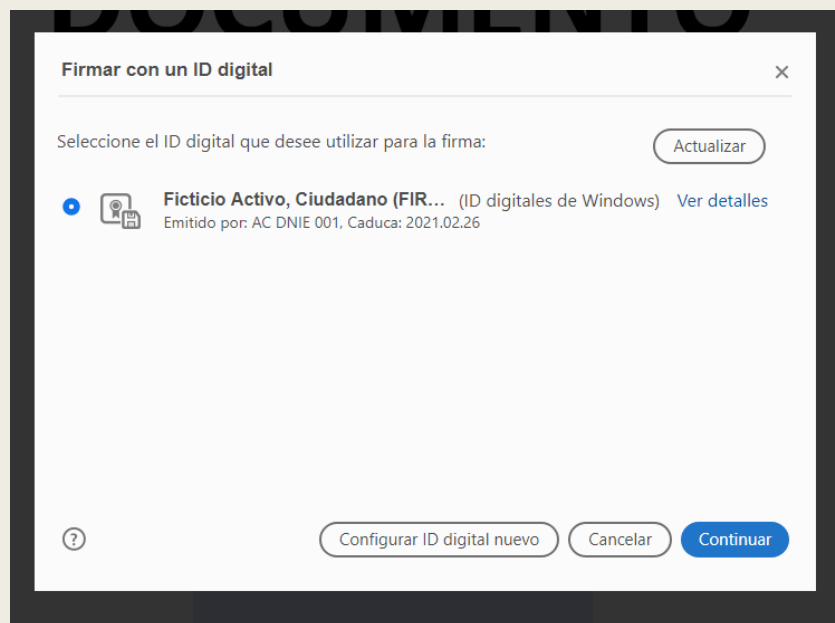 DOCUMENTO
Firmar con un ID digital
Seleccione el ID digital que desee utilizar para la firma:
Actualizar
Ficticio Activo, Ciudadano (FIR... (ID digitales de Windows) Ver detalles
Emitido por: AC DNIE 001, Caduca: 2021.02.26
Configurar ID digital nuevo
Cancelar
Continuar